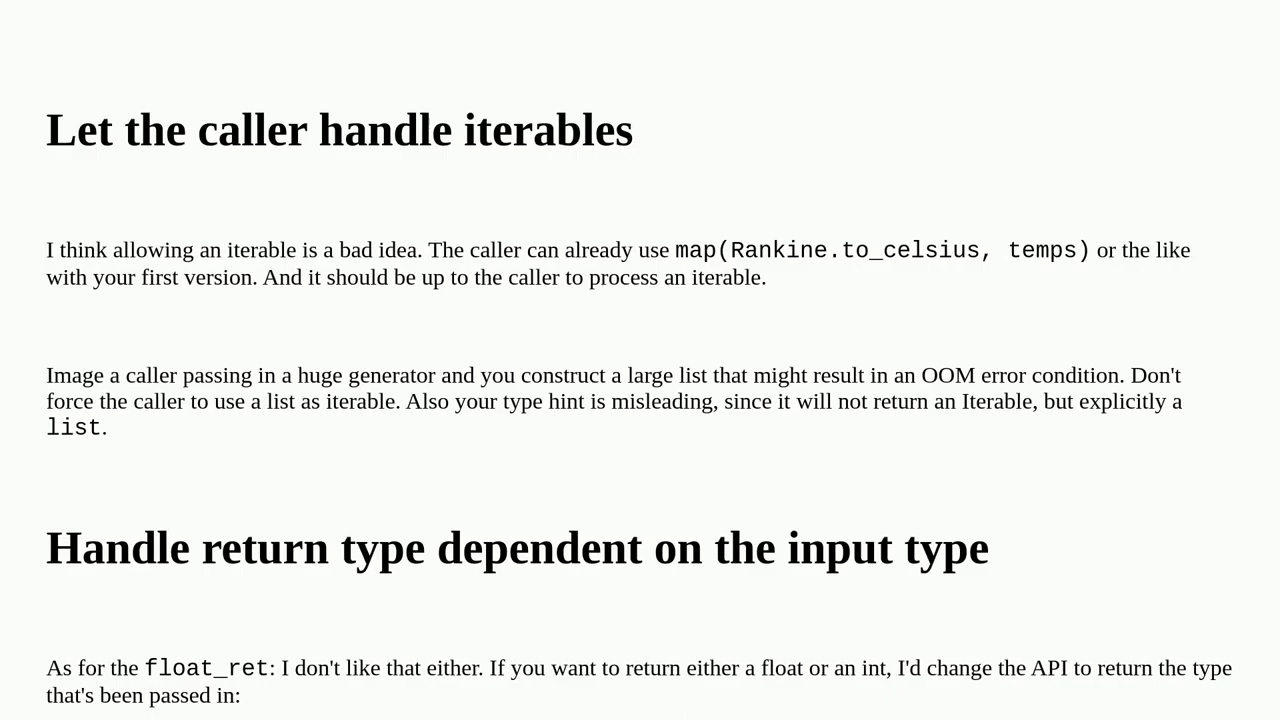 Let the caller handle iterables
I think allowing an iterable is a bad idea. The caller can already use map(Rankine.to_celsius, temps) or the like
with your first version. And it should be up to the caller to process an iterable.
Image a caller passing in a huge generator and you construct a large list that might result in an OOM error condition. Don't
force the caller to use a list as iterable. Also your type hint is misleading, since it will not return an Iterable, but explicitly a
list.
Handle return type dependent on the input type
As for the float_ret: I don't like that either. If you want to return either a float or an int, I'd change the API to return the type
that's been passed in: